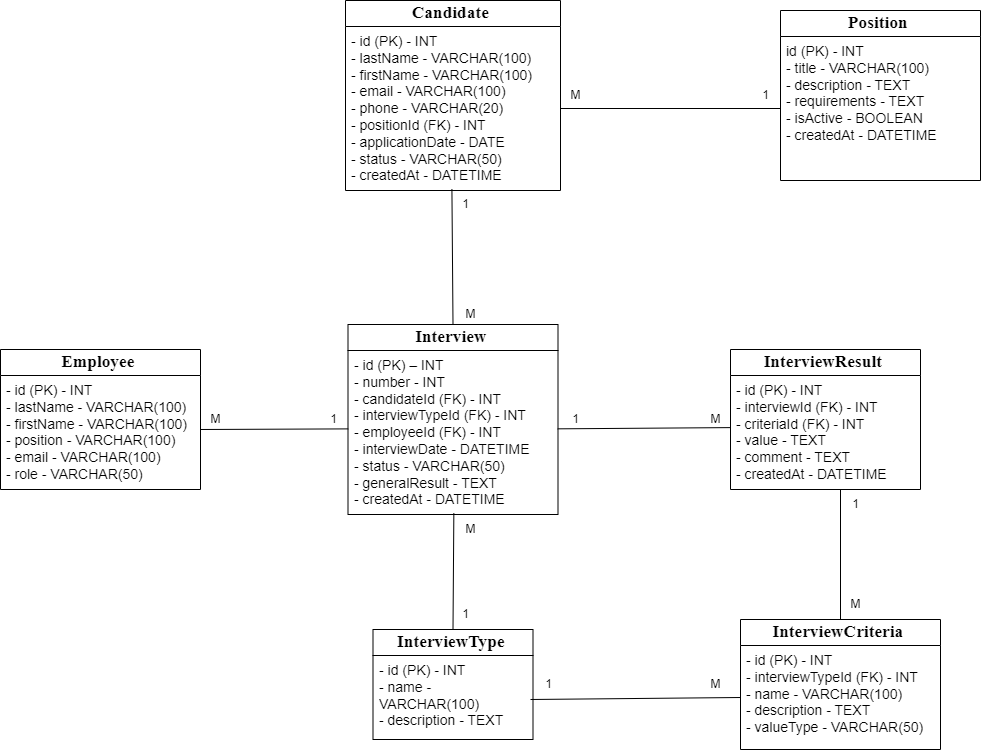 Candidate
- id (PK) - INT
- lastName - VARCHAR(100)
- firstName - VARCHAR(100)
- email - VARCHAR(100)
- phone - VARCHAR(20)
- positionId (FK) - INT
- applicationDate - DATE
- status - VARCHAR(50)
- createdAt - DATETIME
Position
id (PK) - INT
- title - VARCHAR(100)
- description - TEXT
- requirements - TEXT
- isActive - BOOLEAN
- createdAt - DATETIME
M
1
1
M
Employee
- id (PK) - INT
- lastName - VARCHAR(100)
- firstName - VARCHAR(100)
- position - VARCHAR(100)
- email - VARCHAR(100)
- role - VARCHAR(50)
M
1
Interview
- id (PK) – INT
- number - INT
- candidateId (FK) - INT
- interviewTypeId (FK) - INT
- employeeId (FK) - INT
- interviewDate - DATETIME
- status - VARCHAR(50)
- generalResult - TEXT
- createdAt - DATETIME
1
M
InterviewResult
- id (PK) - INT
- interviewId (FK) - INT
- criteriaId (FK) - INT
- value - TEXT
- comment - TEXT
- createdAt - DATETIME
M
1
1
M
InterviewType
- id (PK) - INT
- name -
VARCHAR(100)
- description - TEXT
1
M
InterviewCriteria
- id (PK) - INT
- interviewTypeId (FK) - INT
- name - VARCHAR(100)
- description - TEXT
- valueType - VARCHAR(50)